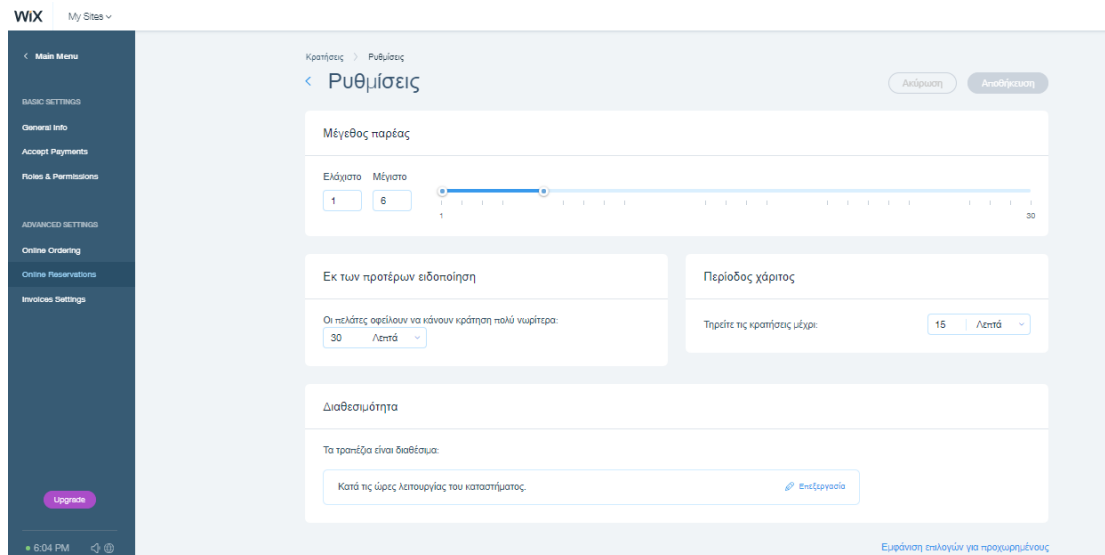 WiX My Sites
Main Menu
BASIC SETTINGS
General Info
Accept Payments
Roles & Permissions
ADVANCED SETTINGS
Online Ordering
Online Reservations
Invoices Settings
Upgrade
6:04 PM
Κρατήσεις > Ρυθμίσεις
Ρυθμίσεις
Ακύρωση Αποθήκευση
Μέγεθος παρέας
Ελάχιστο Μέγιστο
1 6
1 30
Εκ των προτέρων ειδοποίηση
Οι πελάτες οφείλουν να κάνουν κράτηση πολύ νωρίτερα:
30 Λεπτά
Περίοδος χάριτος
Τηρείτε τις κρατήσεις μέχρι:
15 Λεπτά
Διαθεσιμότητα
Τα τραπέζια είναι διαθέσιμα:
Κατά τις ώρες λειτουργίας του καταστήματος. Επεξεργασία
Εμφάνιση επιλογών για προχωρημένους